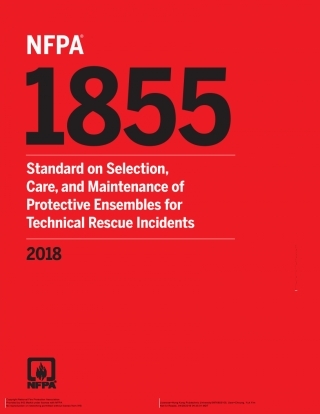 NFPA®
1855
Standard on Selection,
Care, and Maintenance of
Protective Ensembles for
Technical Rescue Incidents
2018
NFPA®